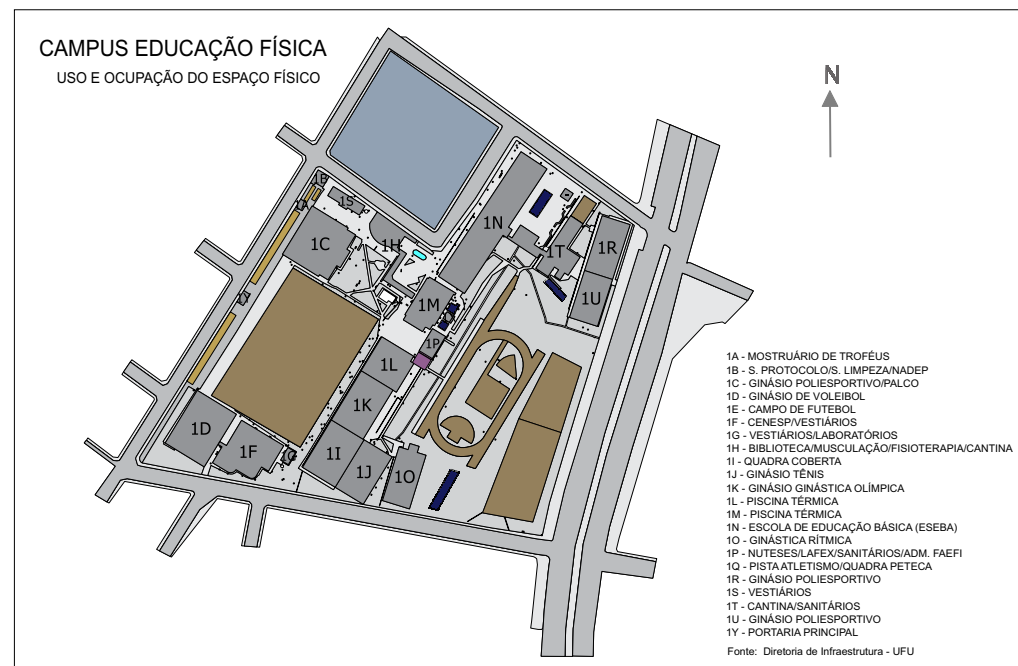 CAMPUS EDUCAÇÃO FÍSICA
USO E OCUPAÇÃO DO ESPAÇO FÍSICO
N
1B
1A
1S
1N
1C
1H
1T
1R
1Y
1M
1U
1P
1L
1K
1D
1F
1G
1I
1J
1O
1A - MOSTRUÁRIO DE TROFÉUS
1B - S. PROTOCOLO/S. LIMPEZA/NADEP
1C - GINÁSIO POLIESPORTIVO/PALCO
1D - GINÁSIO DE VOLEIBOL
1E - CAMPO DE FUTEBOL
1F - CENESP/VESTIÁRIOS
1G - VESTIÁRIOS/LABORATÓRIOS
1H - BIBLIOTECA/MUSCULAÇÃO/FISIOTERAPIA/CANTINA
1I - QUADRA COBERTA
1J - GINÁSIO TÊNIS
1K - GINÁSIO GINÁSTICA OLÍMPICA
1L - PISCINA TÉRMICA
1M - PISCINA TÉRMICA
1N - ESCOLA DE EDUCAÇÃO BÁSICA (ESEBA)
1O - GINÁSTICA RÍTMICA
1P - NUTESES/LAFEX/SANITÁRIOS/ADM. FAEFI
1Q - PISTA ATLETISMO/QUADRA PETECA
1R - GINÁSIO POLIESPORTIVO
1S - VESTIÁRIOS
1T - CANTINA/SANITÁRIOS
1U - GINÁSIO POLIESPORTIVO
1Y - PORTARIA PRINCIPAL
Fonte: Diretoria de Infraestrutura - UFU